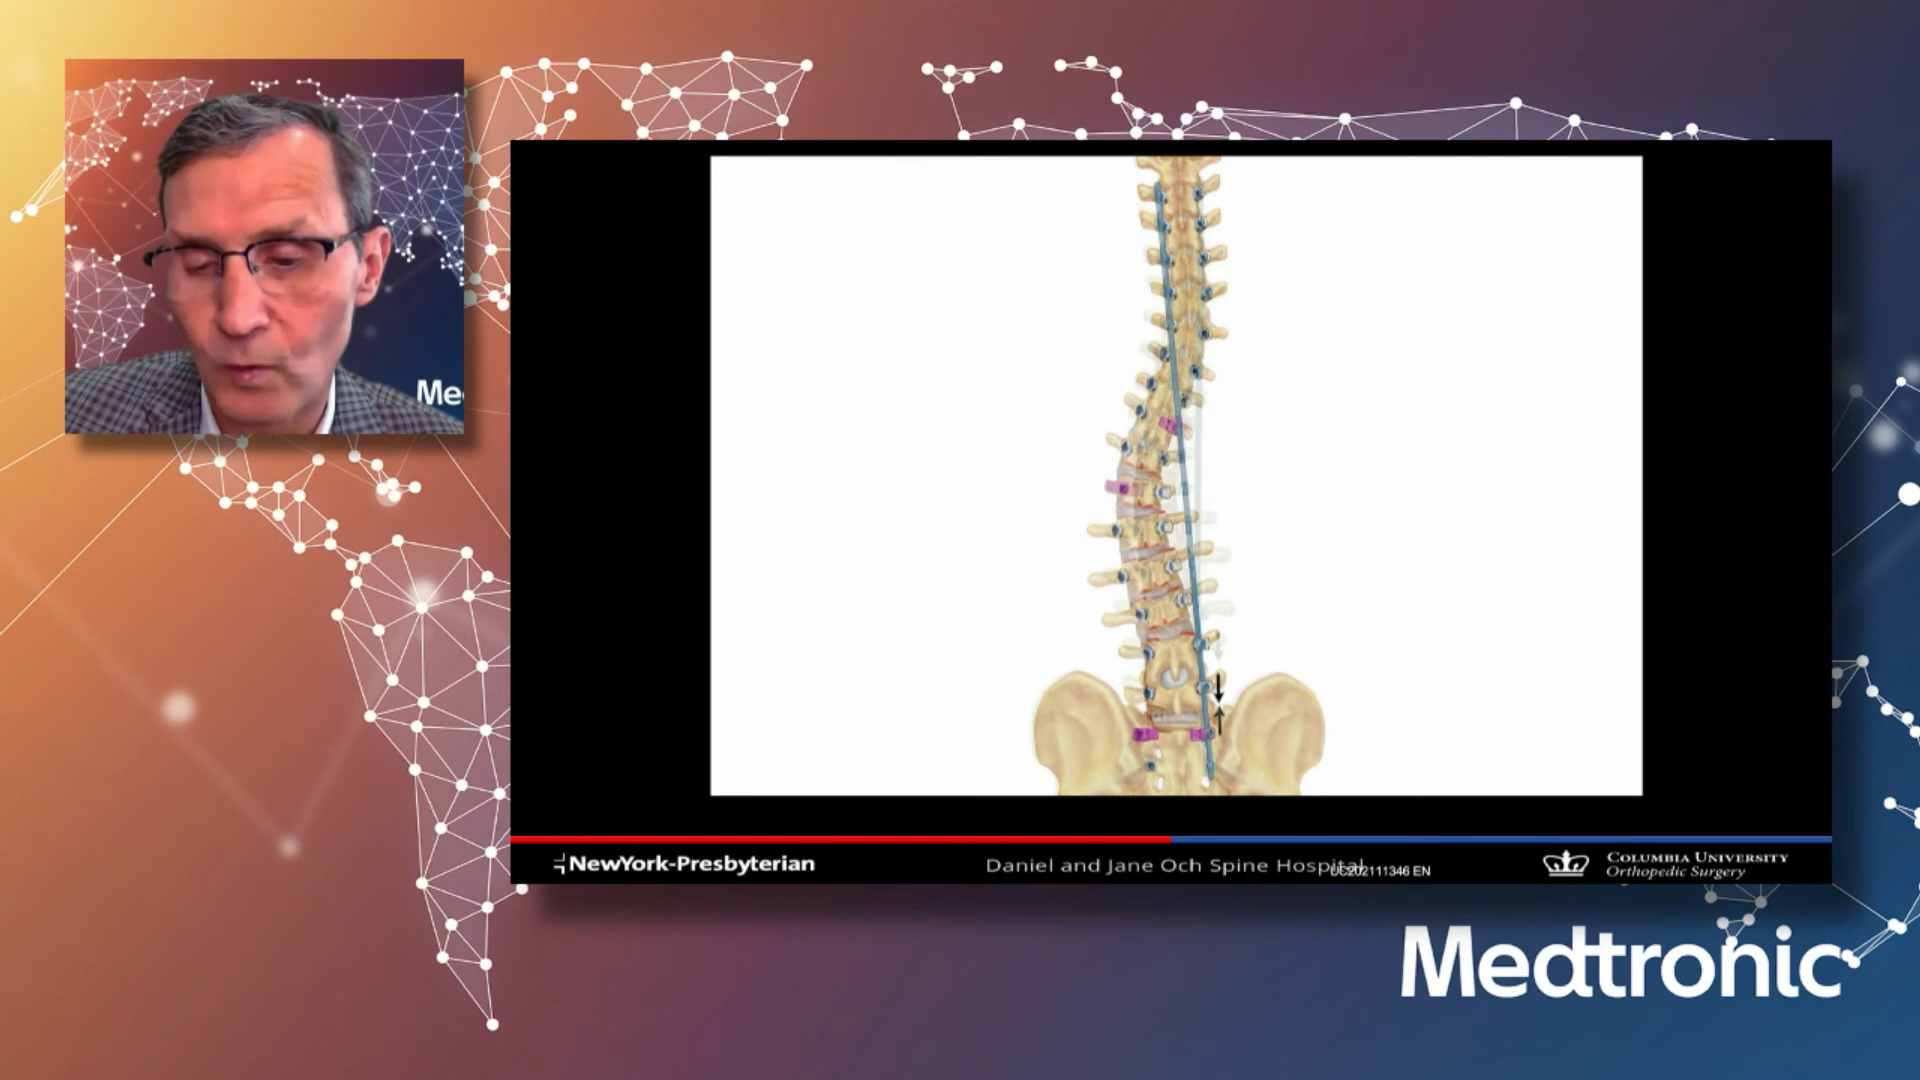 Me
NewYork-Presbyterian
Daniel and Jane Och Spine Hospital
UC202111346 EN
COLUMBIA UNIVERSITY
Orthopedic Surgery
Medtronic